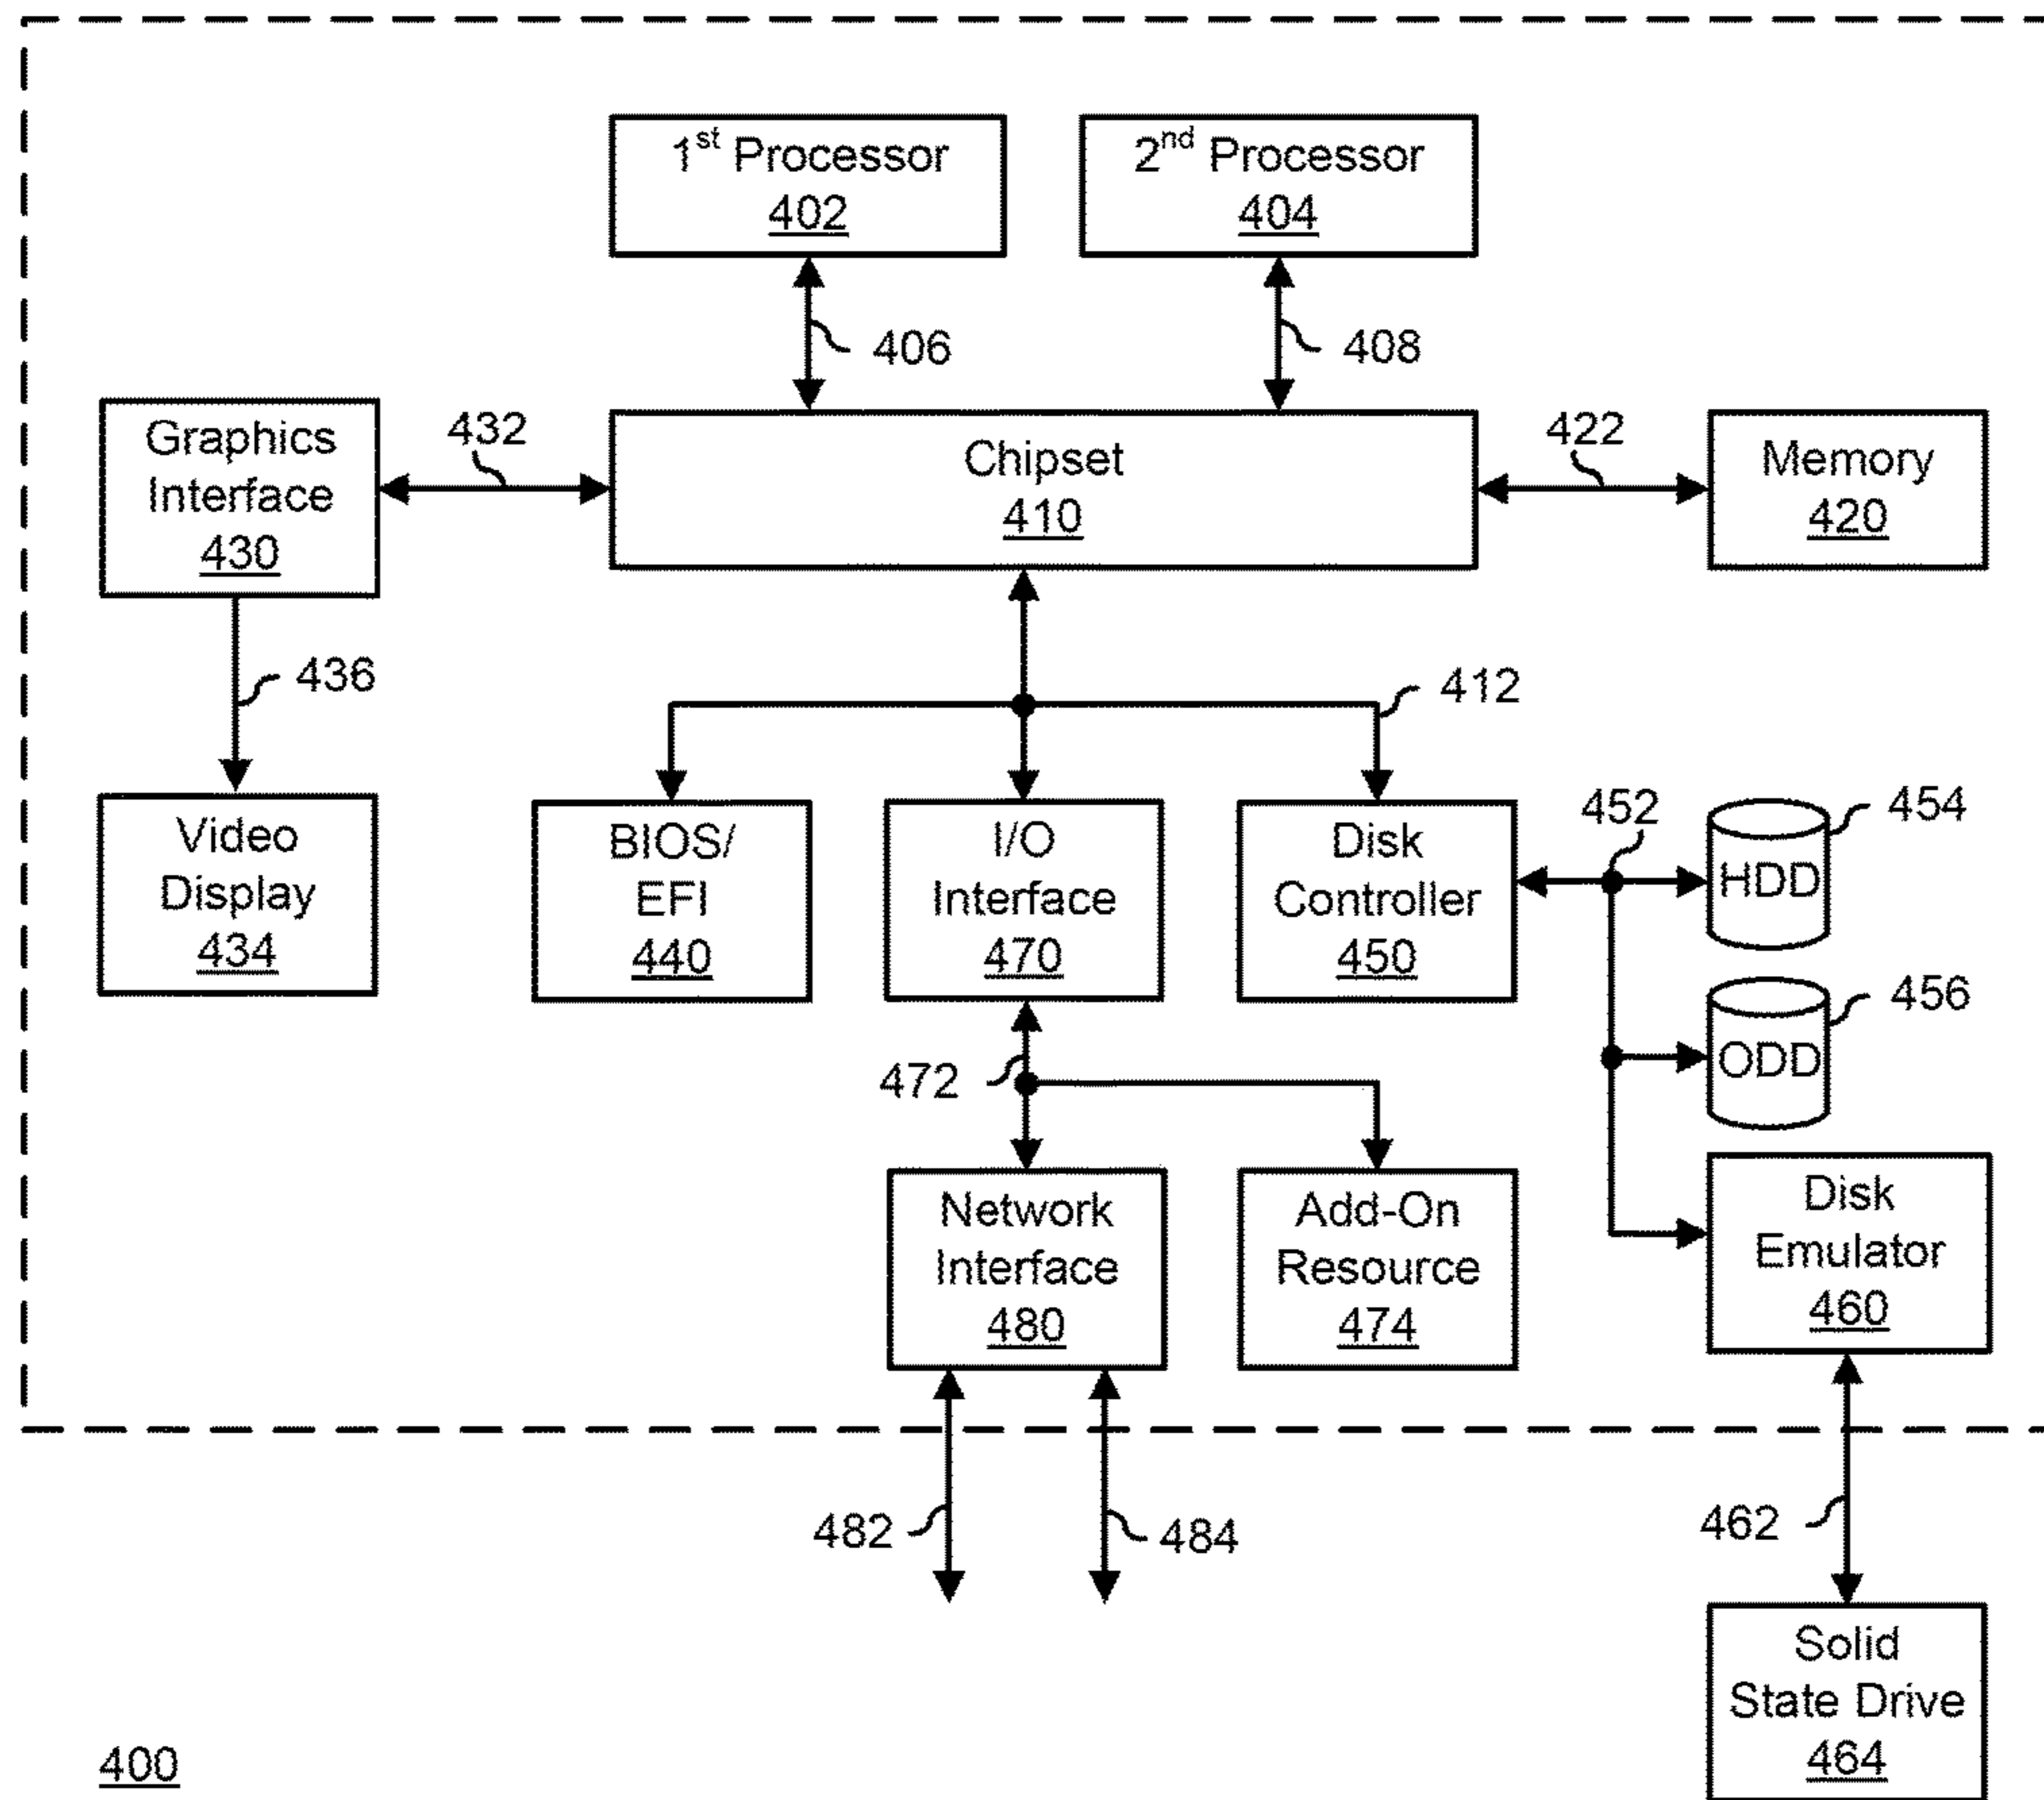 1st Processor
402
2nd Processor
404
406
408
Graphics
Interface
430
432
Chipset
410
422
Memory
420
436
412
Video
Display
434
BIOS/
EFI
440
I/O
Interface
470
Disk
Controller
450
452
454
HDD
456
ODD
472
Network
Interface
480
Add-On
Resource
474
Disk
Emulator
460
482
484
462
Solid
State Drive
464
400